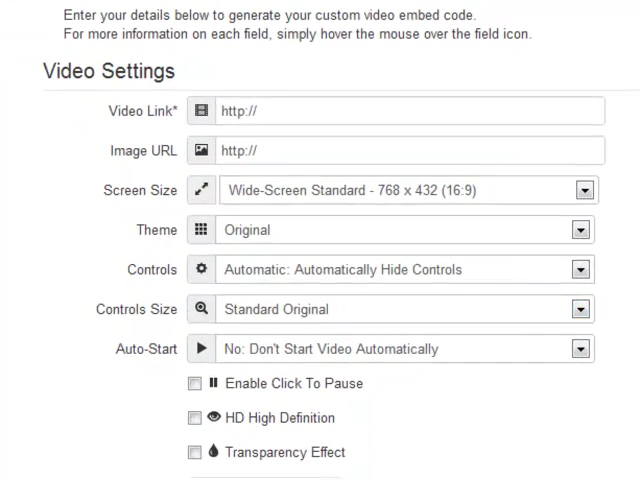 Enter your details below to generate your custom video embed code.
For more information on each field, simply hover the mouse over the field icon.
Video Settings
Video Link* http://
Image URL http://
Screen Size Wide-Screen Standard - 768 x 432 (16:9)
Theme Original
Controls Automatic: Automatically Hide Controls
Controls Size Standard Original
Auto-Start No: Don't Start Video Automatically
Enable Click To Pause
HD High Definition
Transparency Effect